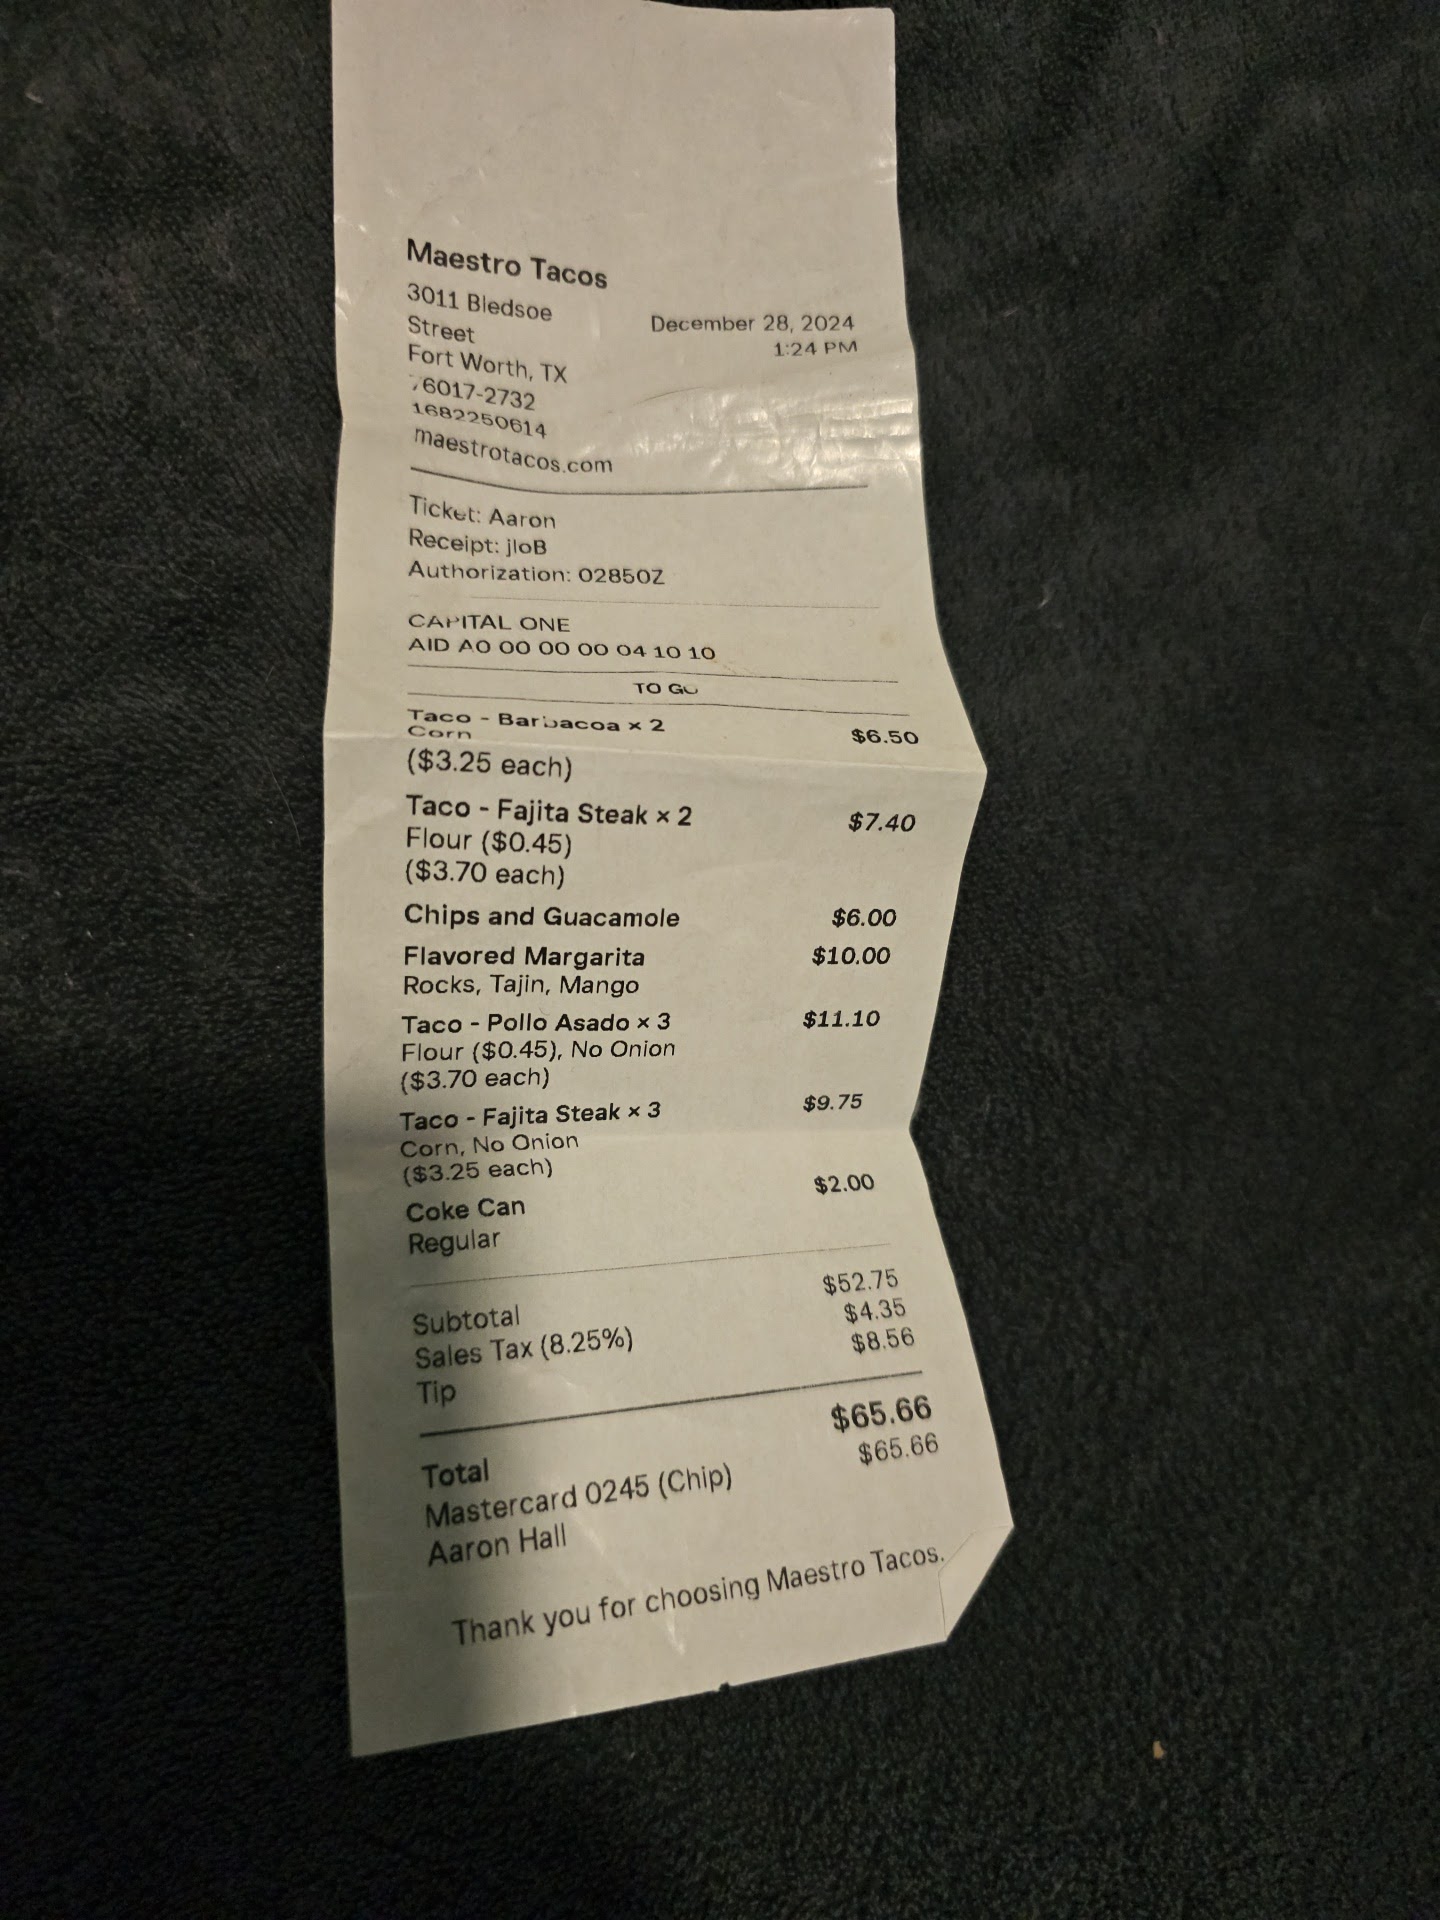 Maestro Tacos
3011 Bledsoe
Street
Fort Worth, TX
76017-2732
1682250614
maestrotacos.com
December 28, 2024
1:24 PM
Ticket: Aaron
Receipt: jloB
Authorization: 02850Z
CAPITAL ONE
AID A0 00 00 00 04 10 10
TO GO
Taco - Barbacoa × 2 $6.50
Corn
($3.25 each)
Taco - Fajita Steak × 2 $7.40
Flour ($0.45)
($3.70 each)
Chips and Guacamole $6.00
Flavored Margarita $10.00
Rocks, Tajin, Mango
Taco - Pollo Asado × 3 $11.10
Flour ($0.45), No Onion
($3.70 each)
Taco - Fajita Steak × 3 $9.75
Corn, No Onion
($3.25 each)
Coke Can $2.00
Regular
Subtotal $52.75
Sales Tax (8.25%) $4.35
Tip $8.56
Total $65.66
Mastercard 0245 (Chip) $65.66
Aaron Hall
Thank you for choosing Maestro Tacos.